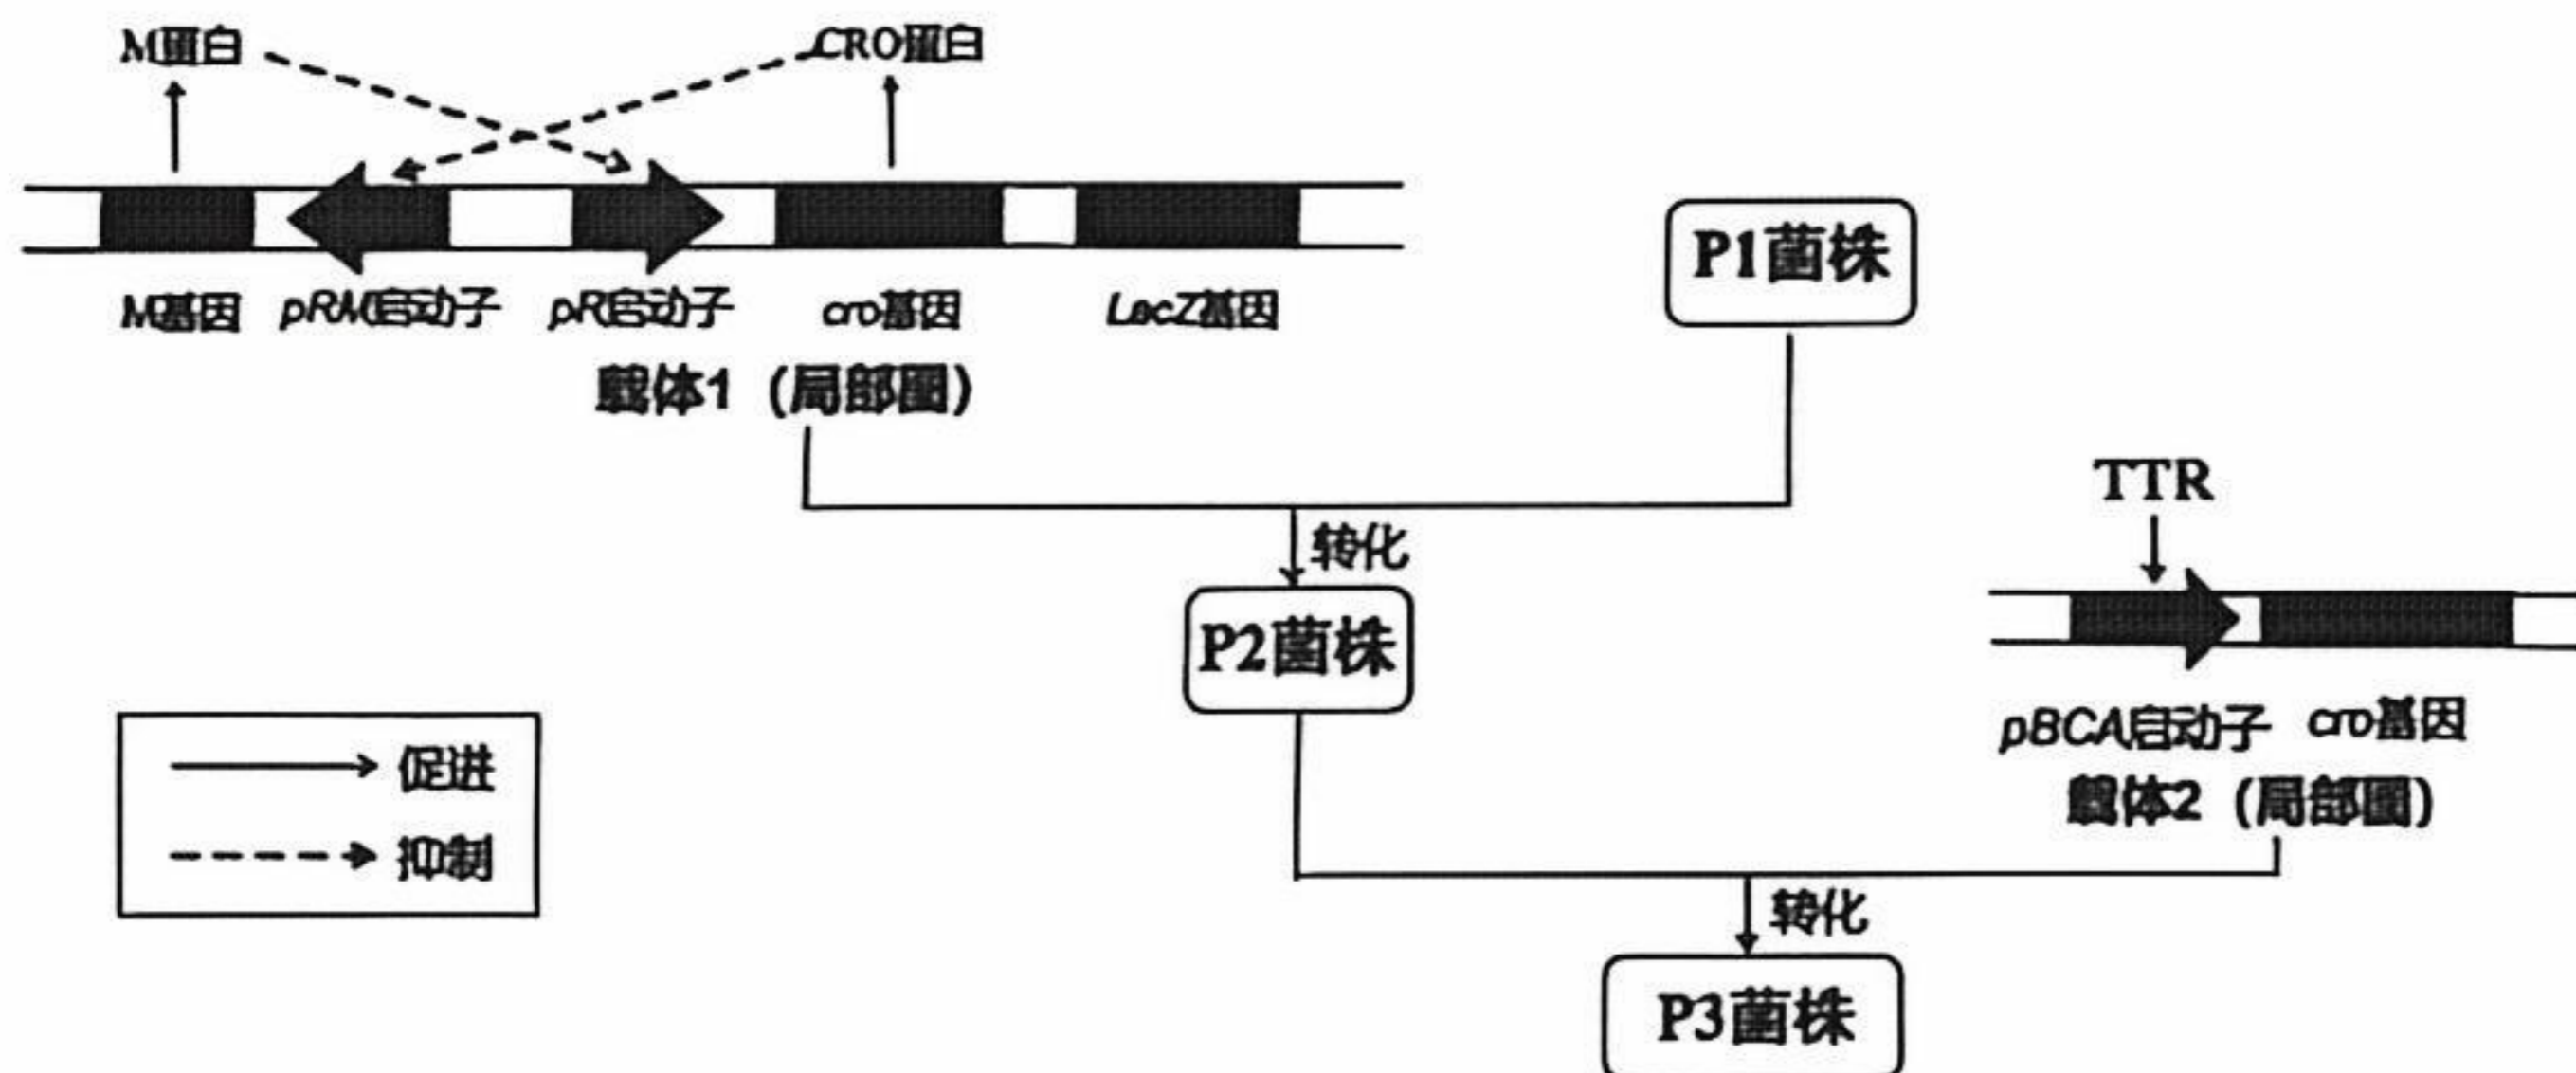 M蛋白
CRO蛋白
M基因
pRM启动子
pR启动子
cro基因
LacZ基因
载体1（局部图）
P1菌株
转化
P2菌株
TTR
pBCA启动子
cro基因
载体2（局部图）
促进
抑制
转化
P3菌株